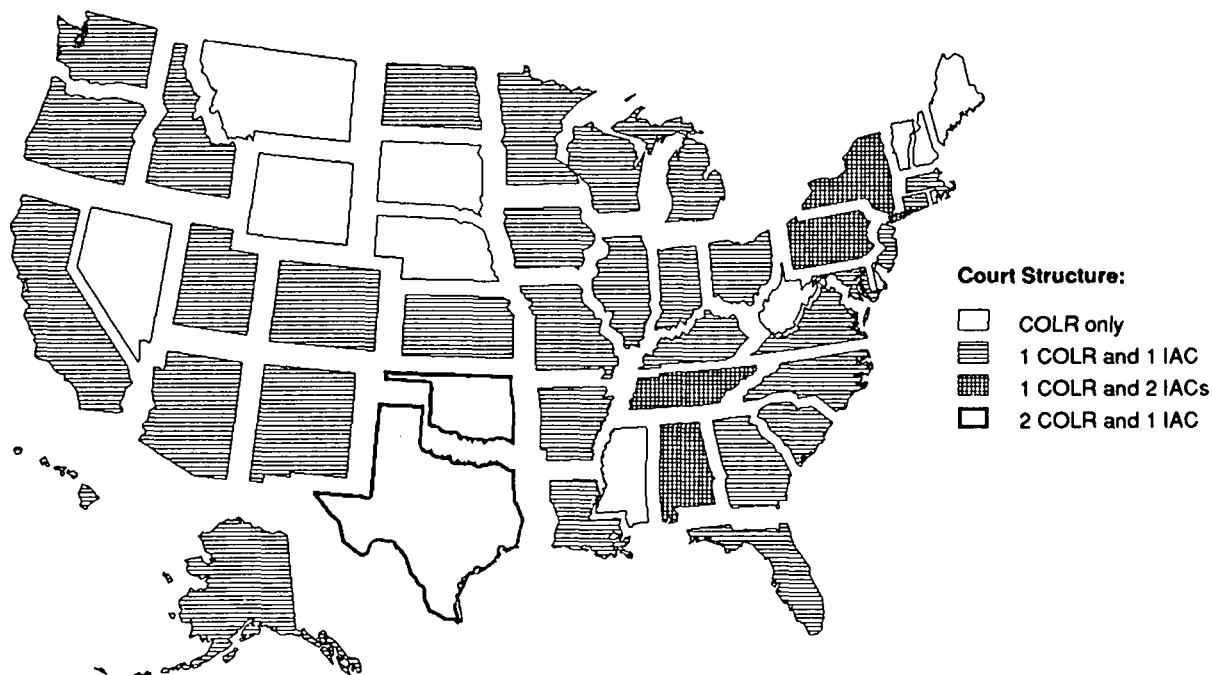 Court Structure:
COLR only
1 COLR and 1 IAC
1 COLR and 2 IACs
2 COLR and 1 IAC